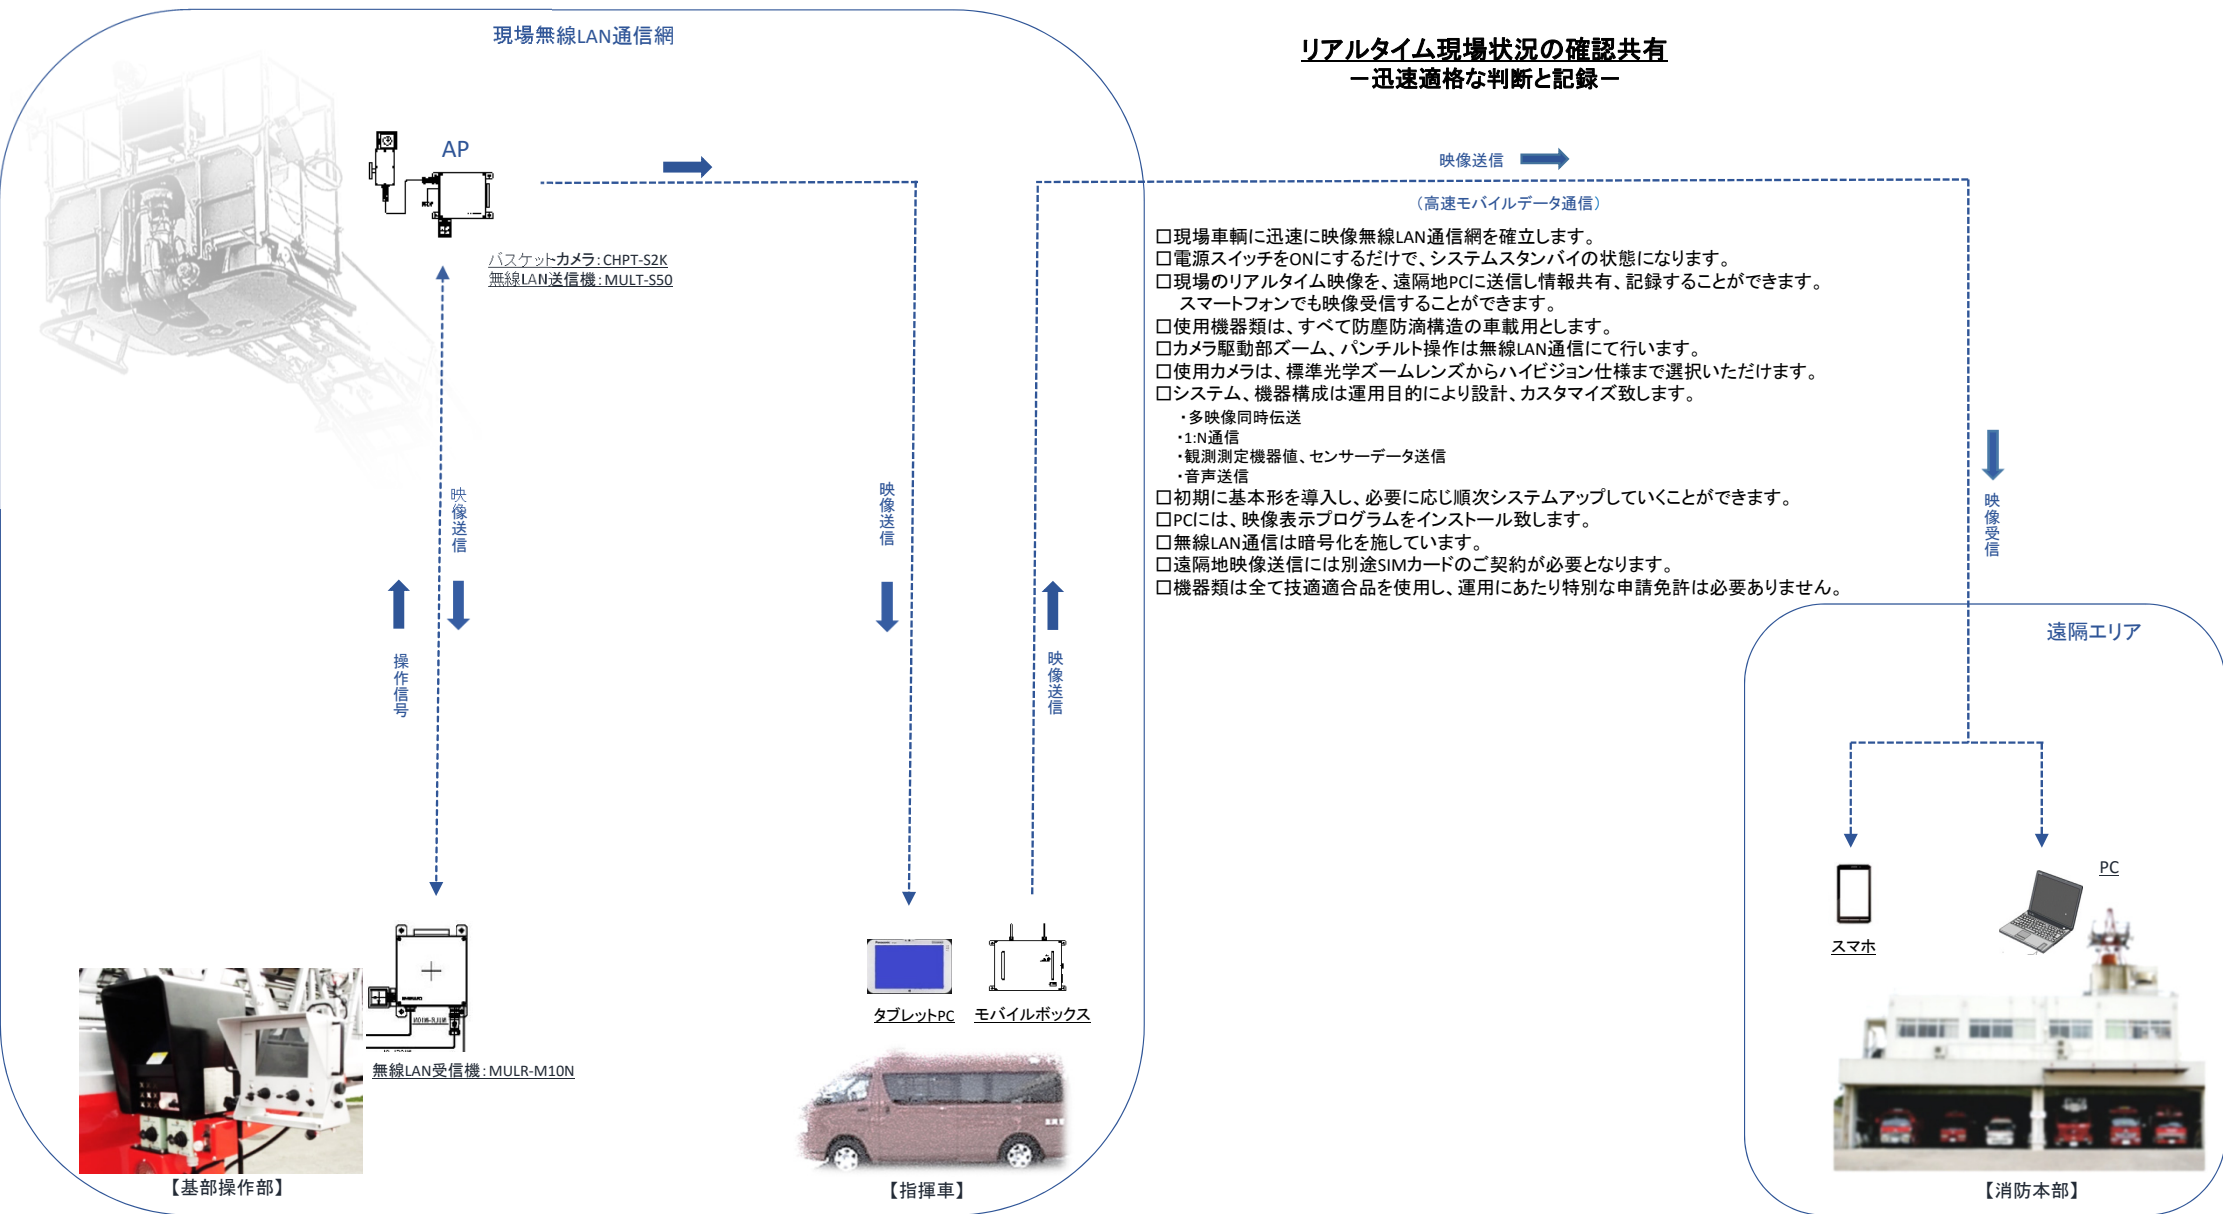 現場無線LAN通信網
リアルタイム現場状況の確認共有
－迅速適格な判断と記録－
AP
バスケットカメラ：CHPT-S2K
無線LAN送信機：MULT-S50
映像送信
（高速モバイルデータ通信）
□現場車輌に迅速に映像無線LAN通信網を確立します。
□電源スイッチをONにするだけで、システムスタンバイの状態になります。
□現場のリアルタイム映像を、遠隔地PCに送信し情報共有、記録することができます。
スマートフォンでも映像受信することができます。
□使用機器類は、すべて防塵防滴構造の車載用とします。
□カメラ駆動部ズーム、パンチルト操作は無線LAN通信にて行います。
□使用カメラは、標準光学ズームレンズからハイビジョン仕様まで選択いただけます。
□システム、機器構成は運用目的により設計、カスタマイズ致します。
・多映像同時伝送
・1:N通信
・観測測定機器値、センサーデータ送信
・音声送信
□初期に基本形を導入し、必要に応じ順次システムアップしていくことができます。
□PCには、映像表示プログラムをインストール致します。
□無線LAN通信は暗号化を施しています。
□遠隔地映像送信には別途SIMカードのご契約が必要となります。
□機器類は全て技適適合品を使用し、運用にあたり特別な申請免許は必要ありません。
映像送信
操作信号
映像送信
映像送信
映像受信
遠隔エリア
PC
スマホ
タブレットPC
モバイルボックス
無線LAN受信機：MULR-M10N
【基部操作部】
【指揮車】
【消防本部】